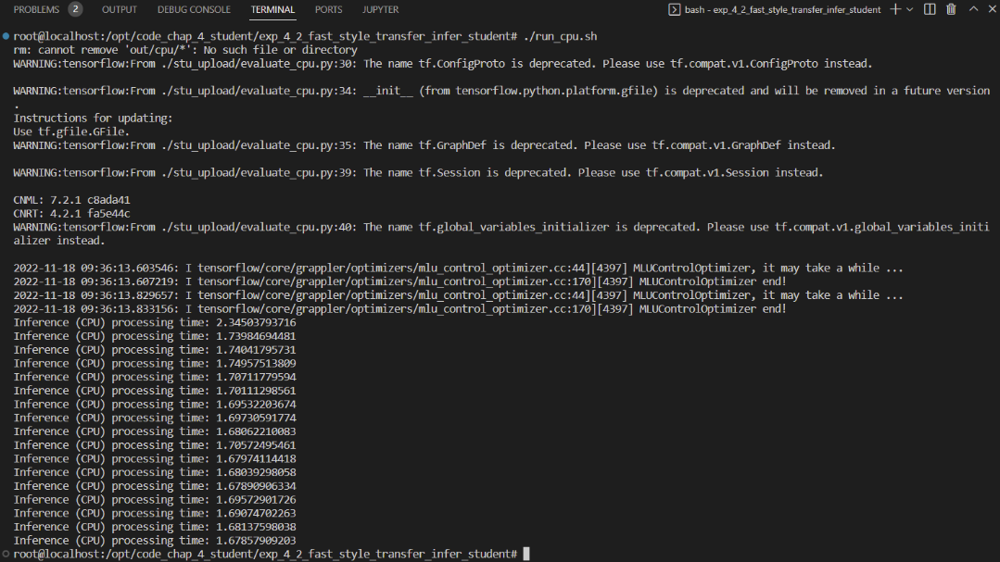 PROBLEMS 2 OUTPUT DEBUG CONSOLE TERMINAL PORTS JUPYTER bash - exp_4_2_fast_style_transfer_infer_student
root@localhost:/opt/code_chap_4_student/exp_4_2_fast_style_transfer_infer_student# ./run_cpu.sh
rm: cannot remove 'out/cpu/*': No such file or directory
WARNING:tensorflow:From ./stu_upload/evaluate_cpu.py:30: The name tf.ConfigProto is deprecated. Please use tf.compat.v1.ConfigProto instead.
WARNING:tensorflow:From ./stu_upload/evaluate_cpu.py:34: __init__ (from tensorflow.python.platform.gfile) is deprecated and will be removed in a future version
.
Instructions for updating:
Use tf.gfile.GFile.
WARNING:tensorflow:From ./stu_upload/evaluate_cpu.py:35: The name tf.GraphDef is deprecated. Please use tf.compat.v1.GraphDef instead.
WARNING:tensorflow:From ./stu_upload/evaluate_cpu.py:39: The name tf.Session is deprecated. Please use tf.compat.v1.Session instead.
CNML: 7.2.1 c8ada41
CNRT: 4.2.1 fa5e44c
WARNING:tensorflow:From ./stu_upload/evaluate_cpu.py:40: The name tf.global_variables_initializer is deprecated. Please use tf.compat.v1.global_variables_initi
alizer instead.
2022-11-18 09:36:13.603546: I tensorflow/core/grappler/optimizers/mlu_control_optimizer.cc:44][4397] MLUControlOptimizer, it may take a while ...
2022-11-18 09:36:13.607219: I tensorflow/core/grappler/optimizers/mlu_control_optimizer.cc:170][4397] MLUControlOptimizer end!
2022-11-18 09:36:13.829657: I tensorflow/core/grappler/optimizers/mlu_control_optimizer.cc:44][4397] MLUControlOptimizer, it may take a while ...
2022-11-18 09:36:13.833156: I tensorflow/core/grappler/optimizers/mlu_control_optimizer.cc:170][4397] MLUControlOptimizer end!
Inference (CPU) processing time: 2.34503793716
Inference (CPU) processing time: 1.73984694481
Inference (CPU) processing time: 1.74041795731
Inference (CPU) processing time: 1.74957513809
Inference (CPU) processing time: 1.70711779594
Inference (CPU) processing time: 1.70111298561
Inference (CPU) processing time: 1.69532203674
Inference (CPU) processing time: 1.69730591774
Inference (CPU) processing time: 1.68062210083
Inference (CPU) processing time: 1.70572495461
Inference (CPU) processing time: 1.67974114418
Inference (CPU) processing time: 1.68039298058
Inference (CPU) processing time: 1.67890906334
Inference (CPU) processing time: 1.69572901726
Inference (CPU) processing time: 1.69074702263
Inference (CPU) processing time: 1.68137598038
Inference (CPU) processing time: 1.67857909203
root@localhost:/opt/code_chap_4_student/exp_4_2_fast_style_transfer_infer_student#